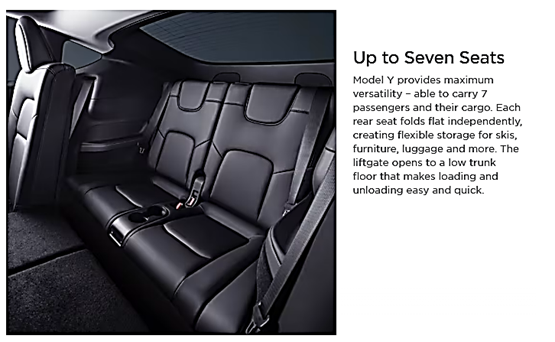 Up to Seven Seats
Model Y provides maximum
versatility – able to carry 7
passengers and their cargo. Each
rear seat folds flat independently,
creating flexible storage for skis,
furniture, luggage and more. The
liftgate opens to a low trunk
floor that makes loading and
unloading easy and quick.